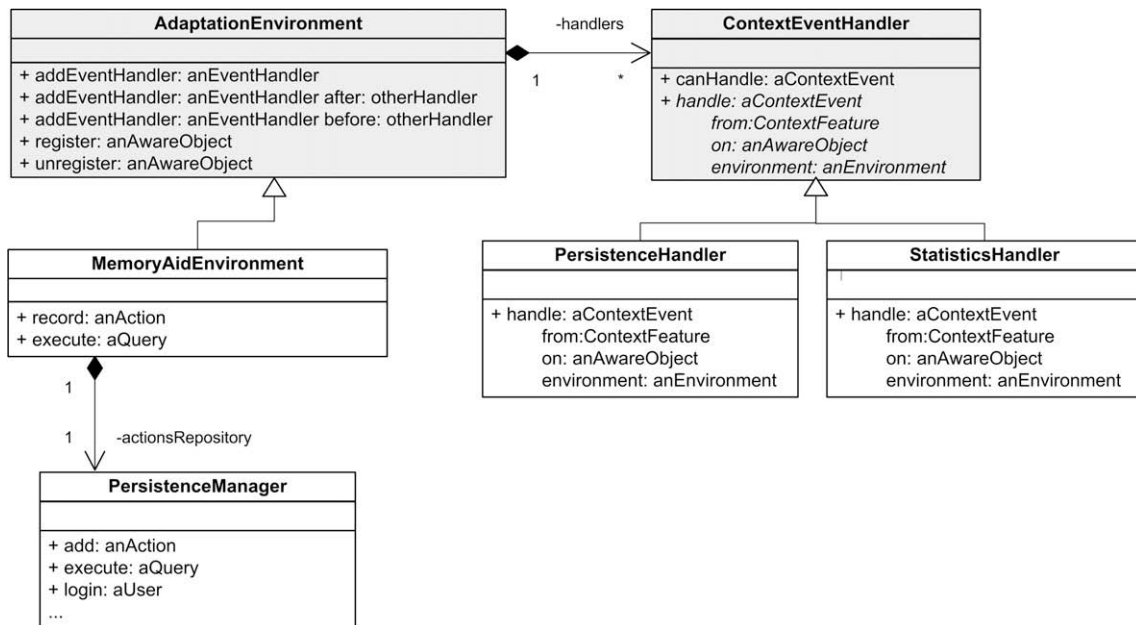 AdaptationEnvironment
+ addEventHandler: anEventHandler
+ addEventHandler: anEventHandler after: otherHandler
+ addEventHandler: anEventHandler before: otherHandler
+ register: anAwareObject
+ unregister: anAwareObject
-handlers
1
*
ContextEventHandler
+ canHandle: aContextEvent
+ handle: aContextEvent
from:ContextFeature
on: anAwareObject
environment: anEnvironment
MemoryAidEnvironment
+ record: anAction
+ execute: aQuery
PersistenceHandler
+ handle: aContextEvent
from:ContextFeature
on: anAwareObject
environment: anEnvironment
StatisticsHandler
+ handle: aContextEvent
from:ContextFeature
on: anAwareObject
environment: anEnvironment
1
1
-actionsRepository
PersistenceManager
+ add: anAction
+ execute: aQuery
+ login: aUser
...